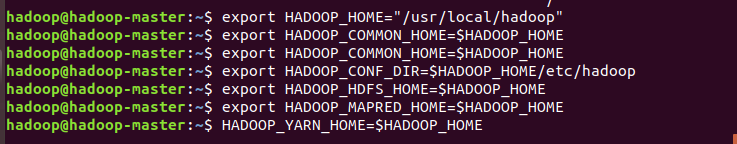 hadoop@hadoop-master:~$ export HADOOP_HOME="/usr/local/hadoop"
hadoop@hadoop-master:~$ export HADOOP_COMMON_HOME=$HADOOP_HOME
hadoop@hadoop-master:~$ export HADOOP_COMMON_HOME=$HADOOP_HOME
hadoop@hadoop-master:~$ export HADOOP_CONF_DIR=$HADOOP_HOME/etc/hadoop
hadoop@hadoop-master:~$ export HADOOP_HDFS_HOME=$HADOOP_HOME
hadoop@hadoop-master:~$ export HADOOP_MAPRED_HOME=$HADOOP_HOME
hadoop@hadoop-master:~$ HADOOP_YARN_HOME=$HADOOP_HOME